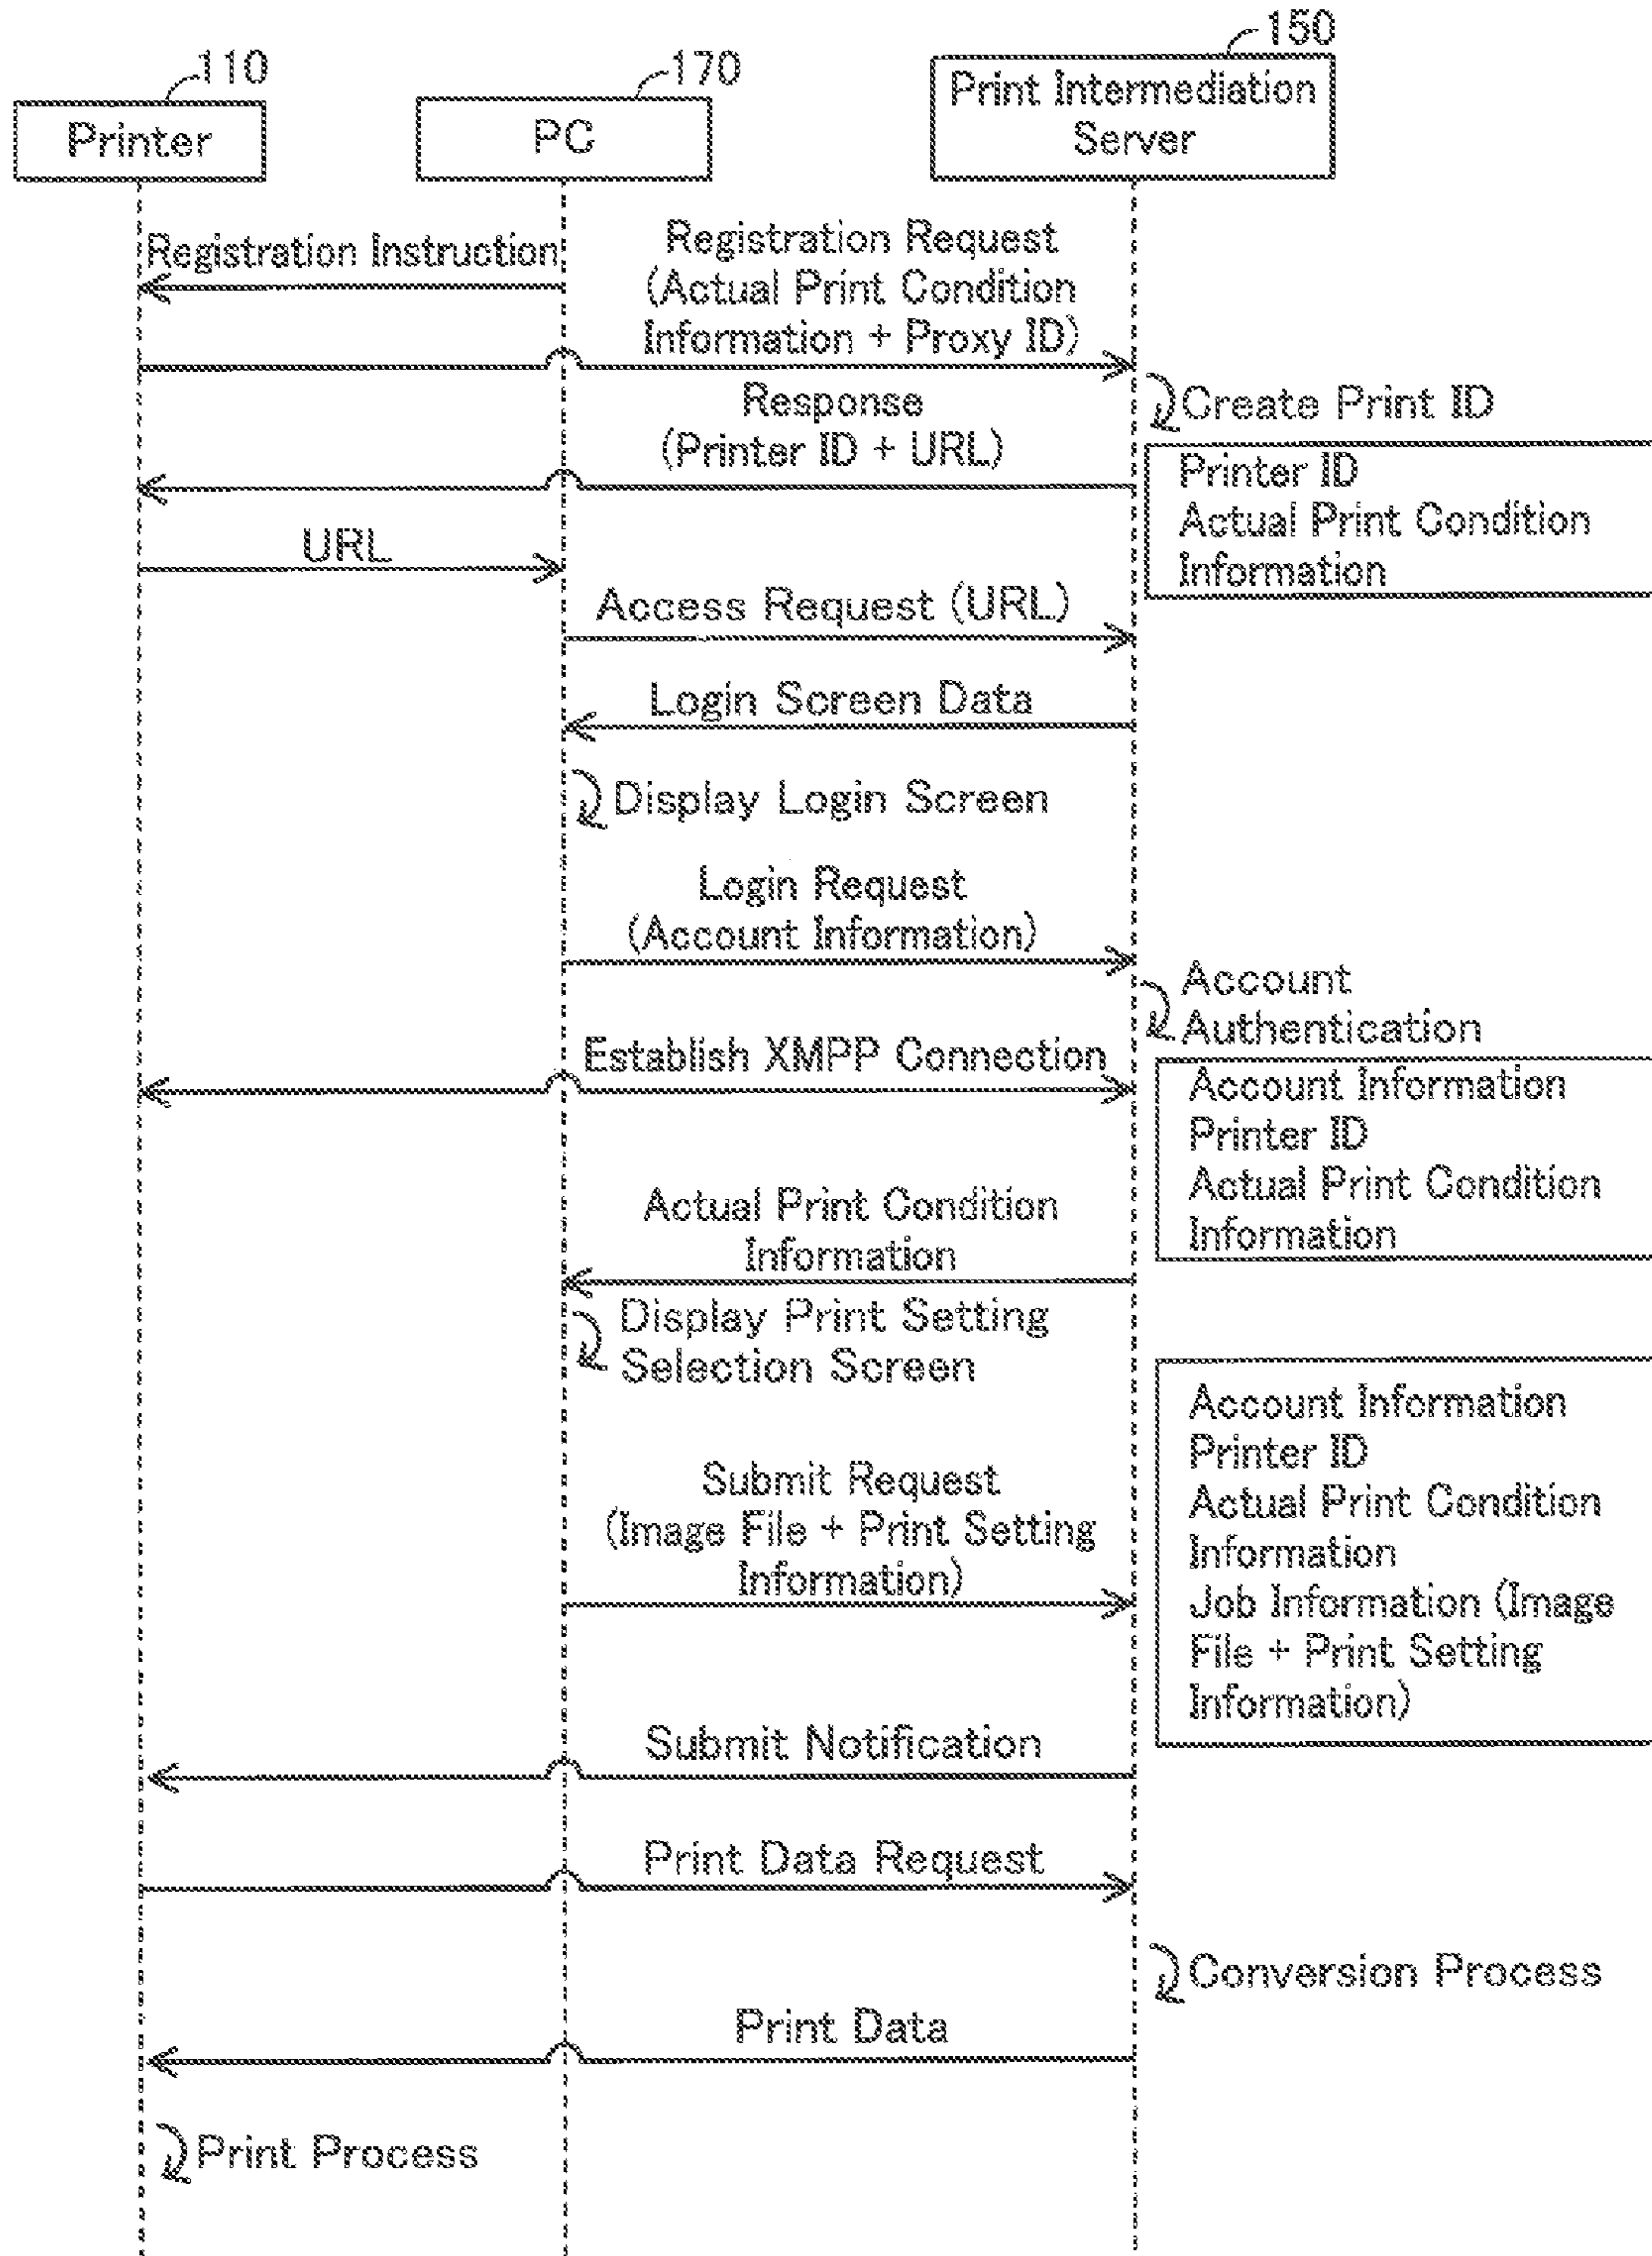 110
170
150
Printer
PC
Print Intermediation
Server
Registration Instruction
Registration Request
(Actual Print Condition
Information + Proxy ID)
Create Print ID
Response
(Printer ID + URL)
Printer ID
Actual Print Condition
Information
URL
Access Request (URL)
Login Screen Data
Display Login Screen
Login Request
(Account Information)
Account
Authentication
Establish XMPP Connection
Account Information
Printer ID
Actual Print Condition
Information
Actual Print Condition
Information
Display Print Setting
Selection Screen
Account Information
Printer ID
Actual Print Condition
Information
Job Information (Image
File + Print Setting
Information)
Submit Request
(Image File + Print Setting
Information)
Submit Notification
Print Data Request
Conversion Process
Print Data
Print Process